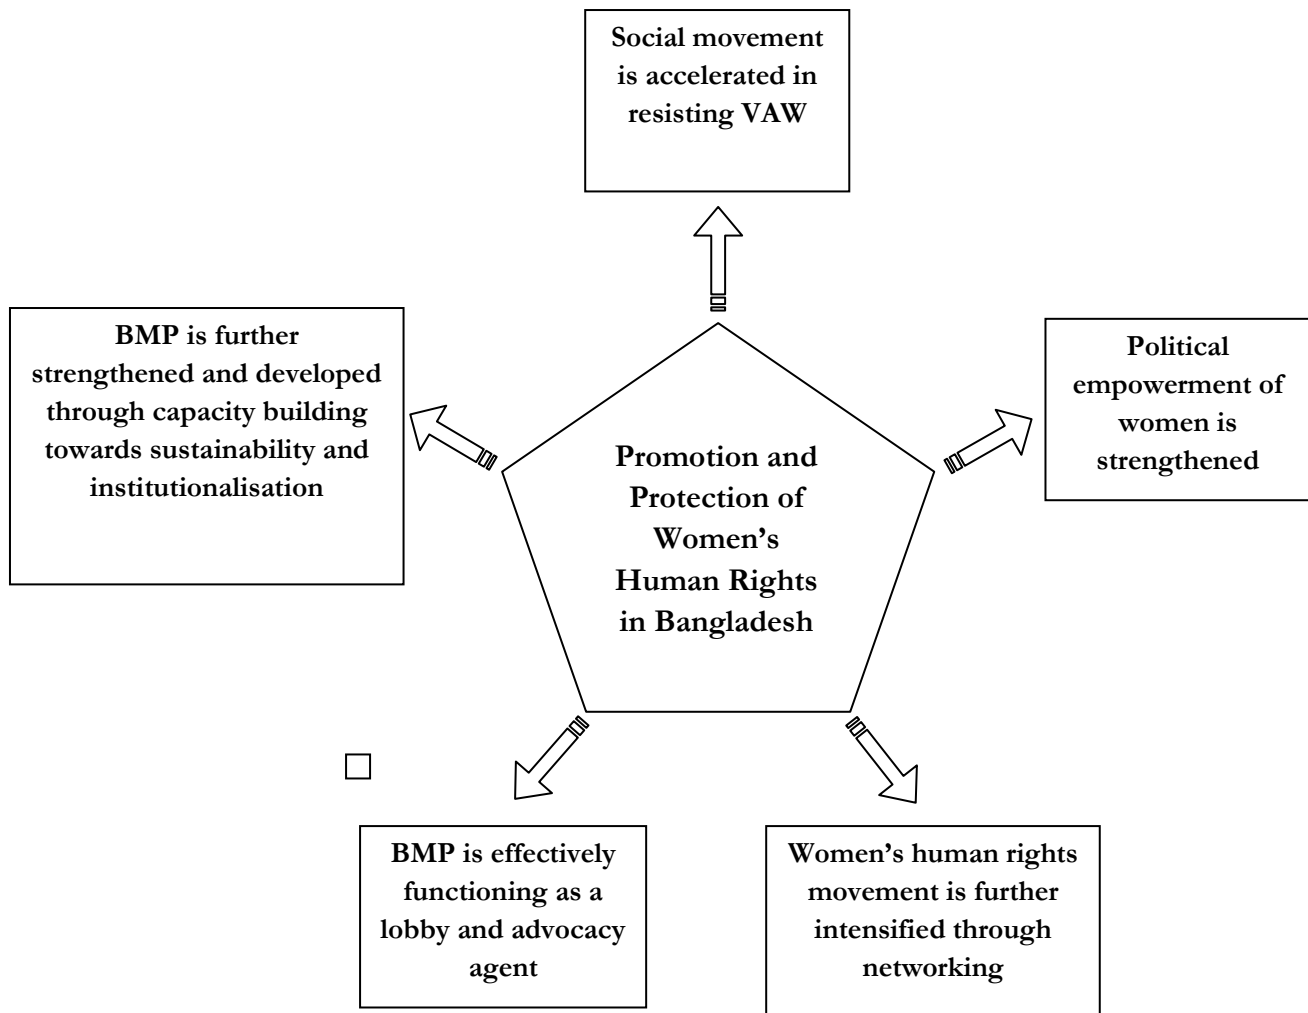 Social movement
is accelerated in
resisting VAW
BMP is further
strengthened and developed
through capacity building
towards sustainability and
institutionalisation
Political
empowerment of
women is
strengthened
Promotion and
Protection of
Women’s
Human Rights
in Bangladesh
BMP is effectively
functioning as a
lobby and advocacy
agent
Women’s human rights
movement is further
intensified through
networking